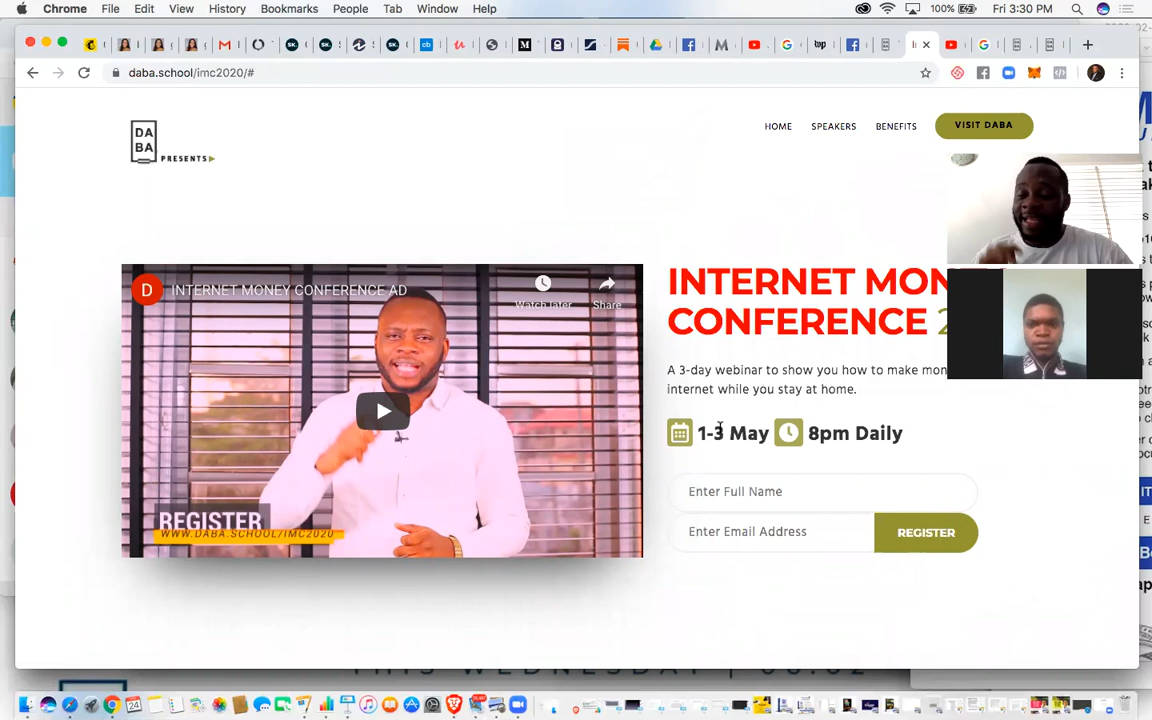 Chrome File Edit View History Bookmarks People Tab Window Help 100% Fri 3:30 PM
daba.school/imc2020/#
DA
BA
PRESENTS
HOME SPEAKERS BENEFITS VISIT DABA
D INTERNET MONEY CONFERENCE AD
Watch later Share
REGISTER
WWW.DABA.SCHOOL/IMC2020
INTERNET MON
CONFERENCE 2
A 3-day webinar to show you how to make mon
internet while you stay at home.
1-3 May 8pm Daily
Enter Full Name
Enter Email Address REGISTER